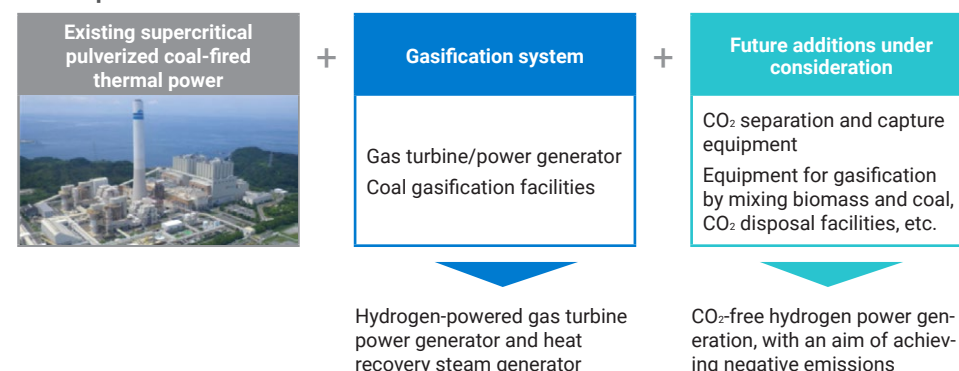 Existing supercritical
pulverized coal-fired
thermal power
+
Gasification system
Gas turbine/power generator
Coal gasification facilities
+
Future additions under
consideration
CO₂ separation and capture
equipment
Equipment for gasification
by mixing biomass and coal,
CO₂ disposal facilities, etc.
Hydrogen-powered gas turbine
power generator and heat
recovery steam generator
CO₂-free hydrogen power gen-
eration, with an aim of achiev-
ing negative emissions